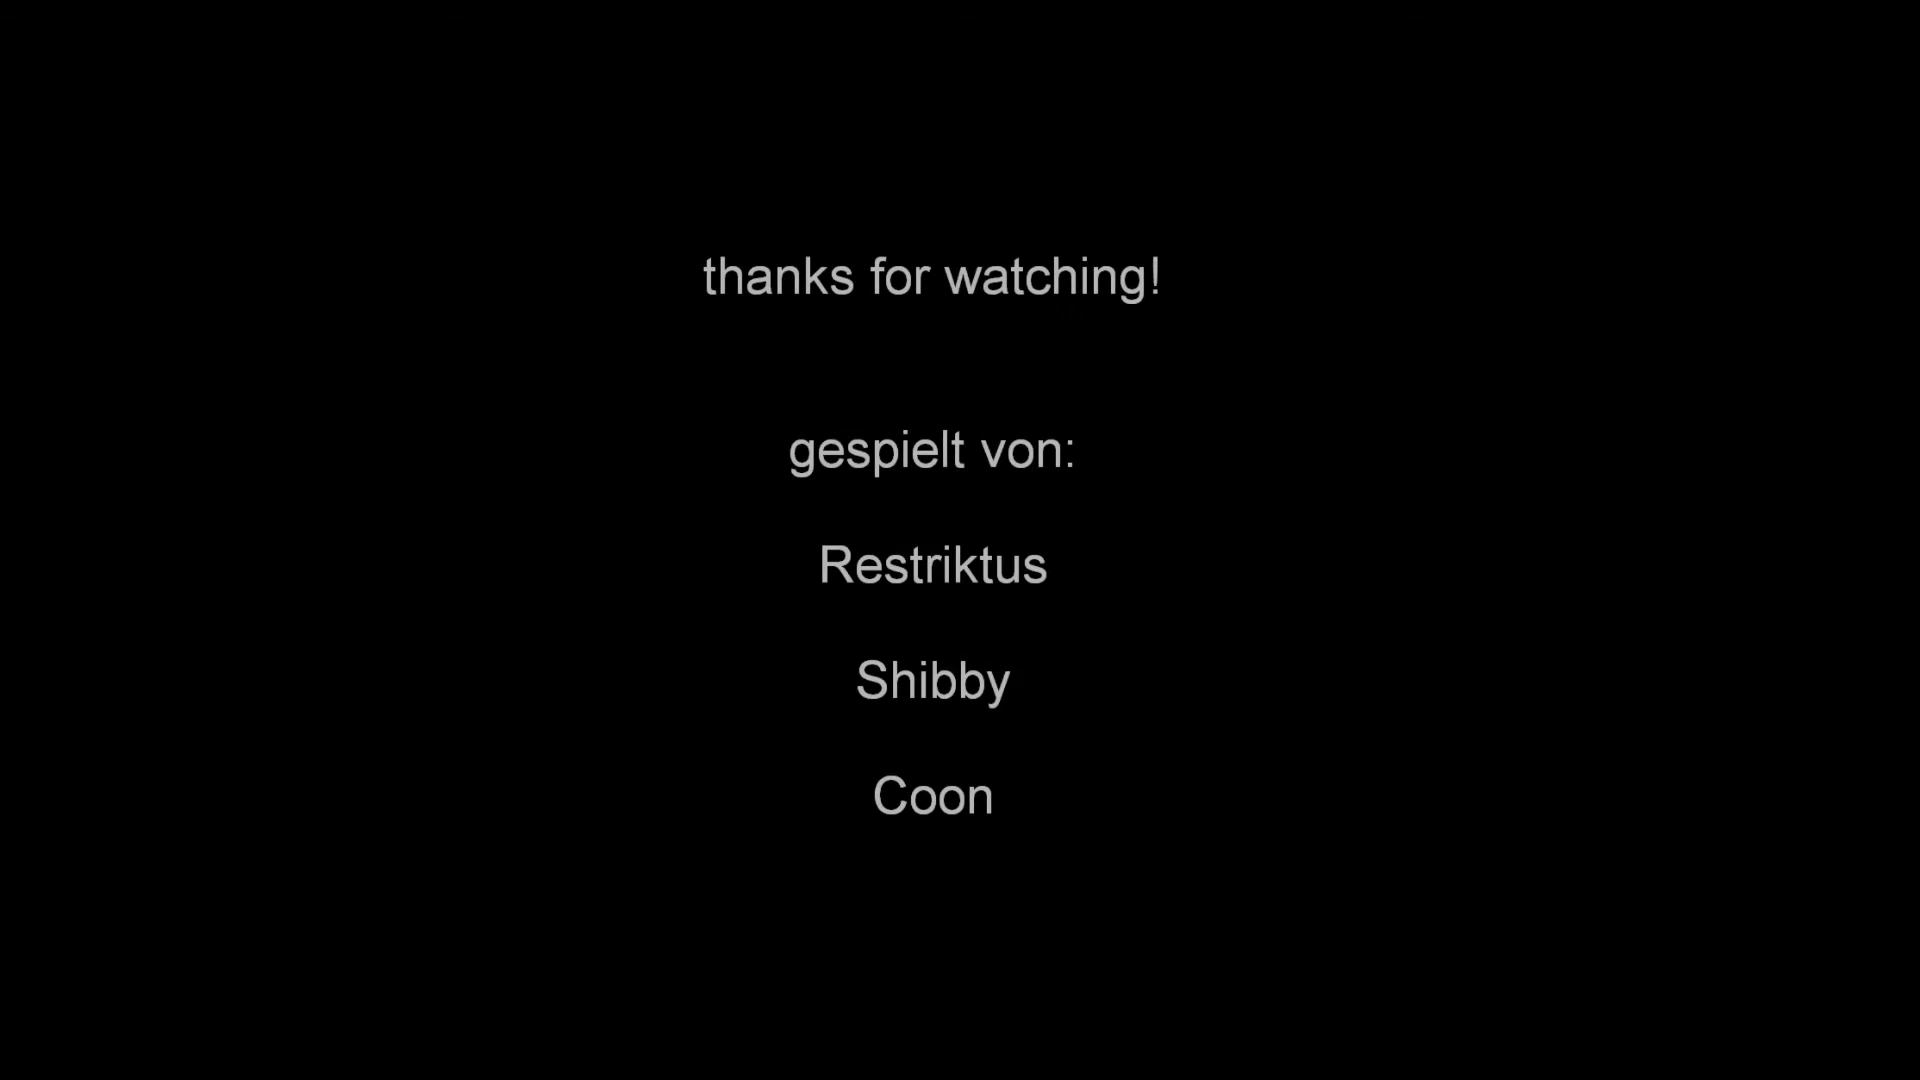 thanks for watching!
gespielt von:
Restriktus
Shibby
Coon